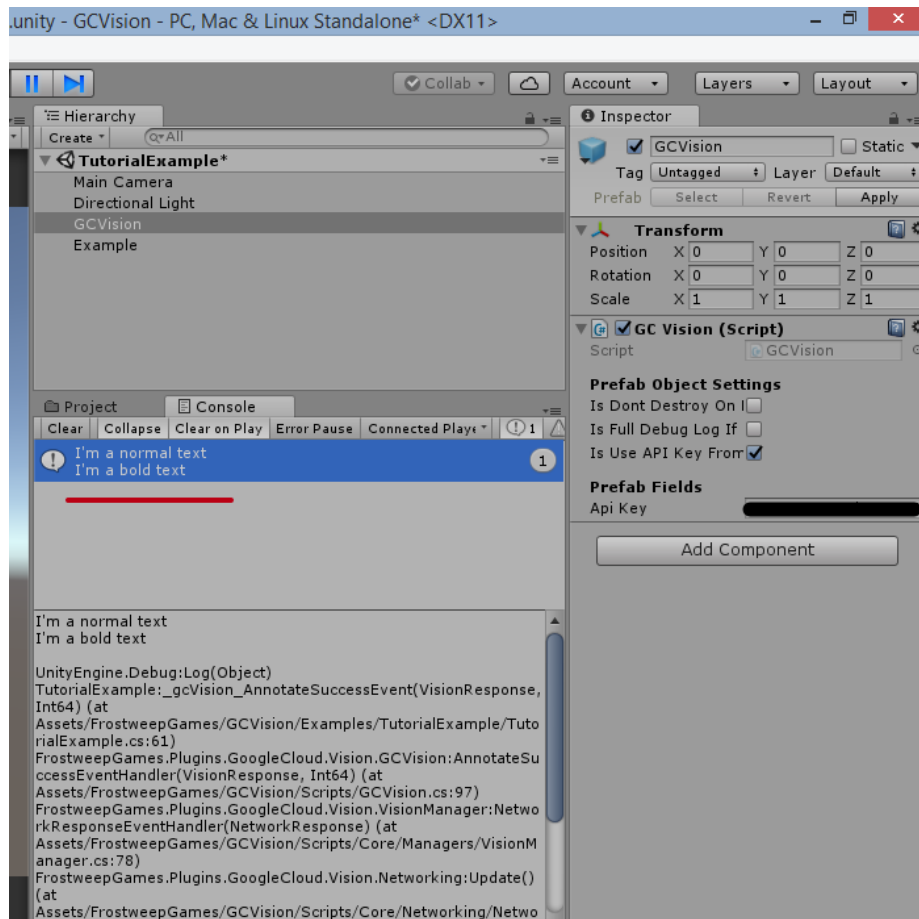 .unity - GCVision - PC, Mac & Linux Standalone* <DX11>
Collab
Account
Layers
Layout
Hierarchy
Create
All
TutorialExample*
Main Camera
Directional Light
GCVision
Example
Inspector
GCVision
Static
Tag Untagged Layer Default
Prefab Select Revert Apply
Transform
Position X 0 Y 0 Z 0
Rotation X 0 Y 0 Z 0
Scale X 1 Y 1 Z 1
GC Vision (Script)
Script GCVision
Prefab Object Settings
Is Dont Destroy On
Is Full Debug Log If
Is Use API Key From
Prefab Fields
Api Key
Add Component
Project Console
Clear Collapse Clear on Play Error Pause Connected Playe 1
I'm a normal text
I'm a bold text
1
I'm a normal text
I'm a bold text
UnityEngine.Debug:Log(Object)
TutorialExample:_gcVision_AnnotateSuccessEvent(VisionResponse,
Int64) (at
Assets/FrostweepGames/GCVision/Examples/TutorialExample/Tuto
rialExample.cs:61)
FrostweepGames.Plugins.GoogleCloud.Vision.GCVision:AnnotateSu
ccessEventHandler(VisionResponse, Int64) (at
Assets/FrostweepGames/GCVision/Scripts/GCVision.cs:97)
FrostweepGames.Plugins.GoogleCloud.Vision.VisionManager:Netwo
rkResponseEventHandler(NetworkResponse) (at
Assets/FrostweepGames/GCVision/Scripts/Core/Managers/VisionM
anager.cs:78)
FrostweepGames.Plugins.GoogleCloud.Vision.Networking:Update()
(at
Assets/FrostweepGames/GCVision/Scripts/Core/Networking/Netwo